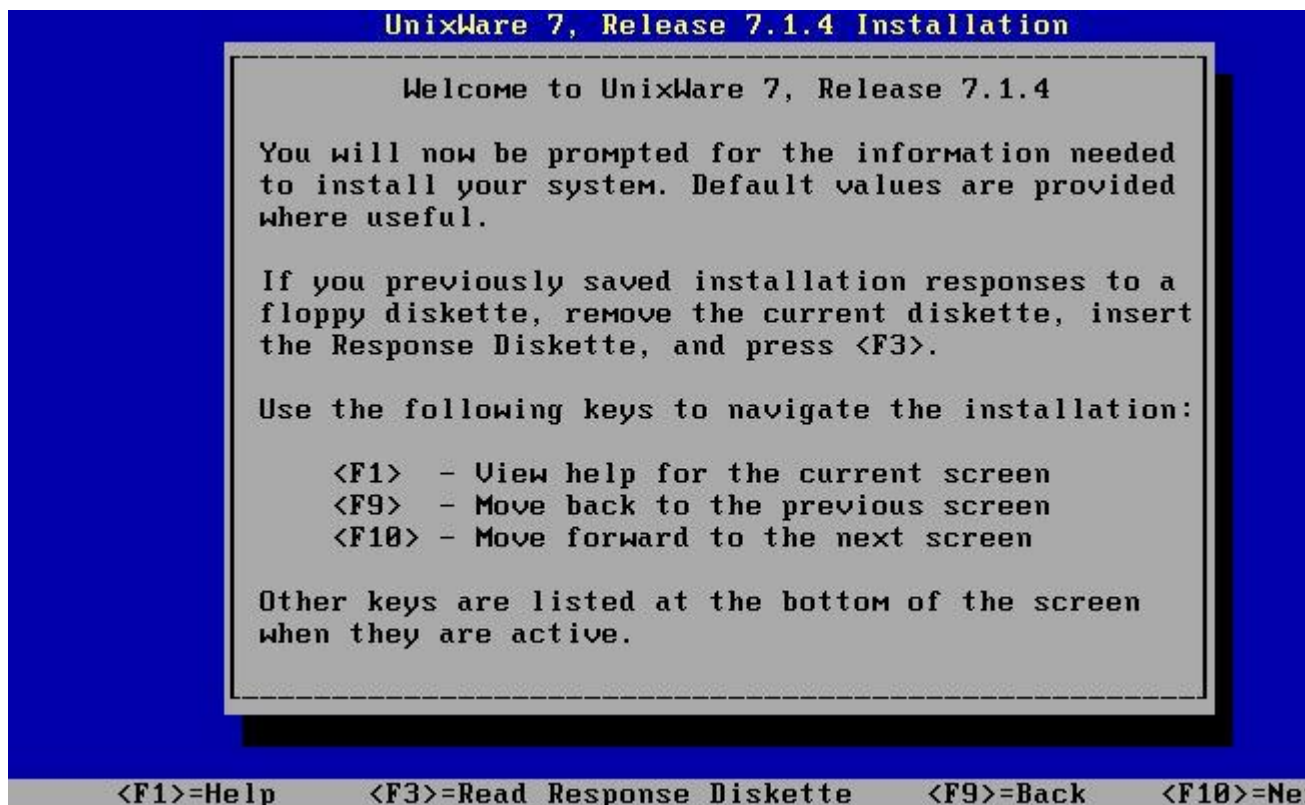 UnixWare 7, Release 7.1.4 Installation
Welcome to UnixWare 7, Release 7.1.4
You will now be prompted for the information needed
to install your system. Default values are provided
where useful.
If you previously saved installation responses to a
floppy diskette, remove the current diskette, insert
the Response Diskette, and press <F3>.
Use the following keys to navigate the installation:
<F1> - View help for the current screen
<F9> - Move back to the previous screen
<F10> - Move forward to the next screen
Other keys are listed at the bottom of the screen
when they are active.
<F1>=Help <F3>=Read Response Diskette <F9>=Back <F10>=Ne